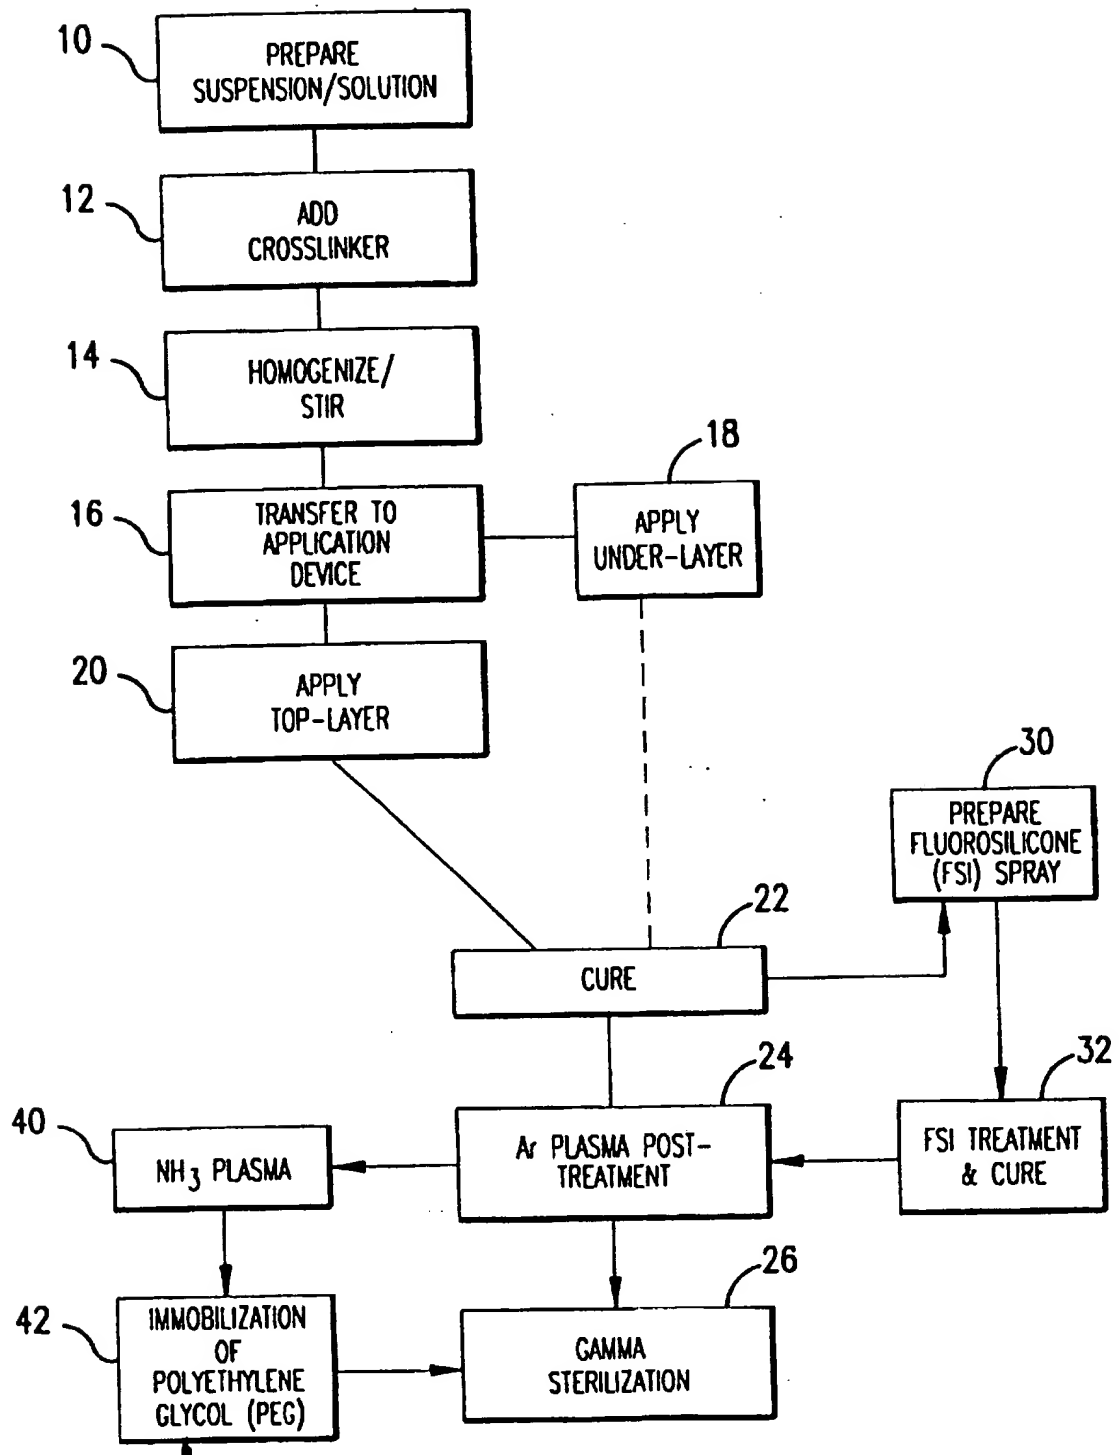 10
PREPARE
SUSPENSION/SOLUTION
12
ADD
CROSSLINKER
14
HOMOGENIZE/
STIR
18
16
TRANSFER TO
APPLICATION
DEVICE
APPLY
UNDER-LAYER
20
APPLY
TOP-LAYER
30
PREPARE
FLUOROSILICONE
(FSI) SPRAY
22
CURE
24
32
40
Ar PLASMA POST-
TREATMENT
FSI TREATMENT
& CURE
NH3 PLASMA
26
42
IMMOBILIZATION
OF
POLYETHYLENE
GLYCOL (PEG)
GAMMA
STERILIZATION